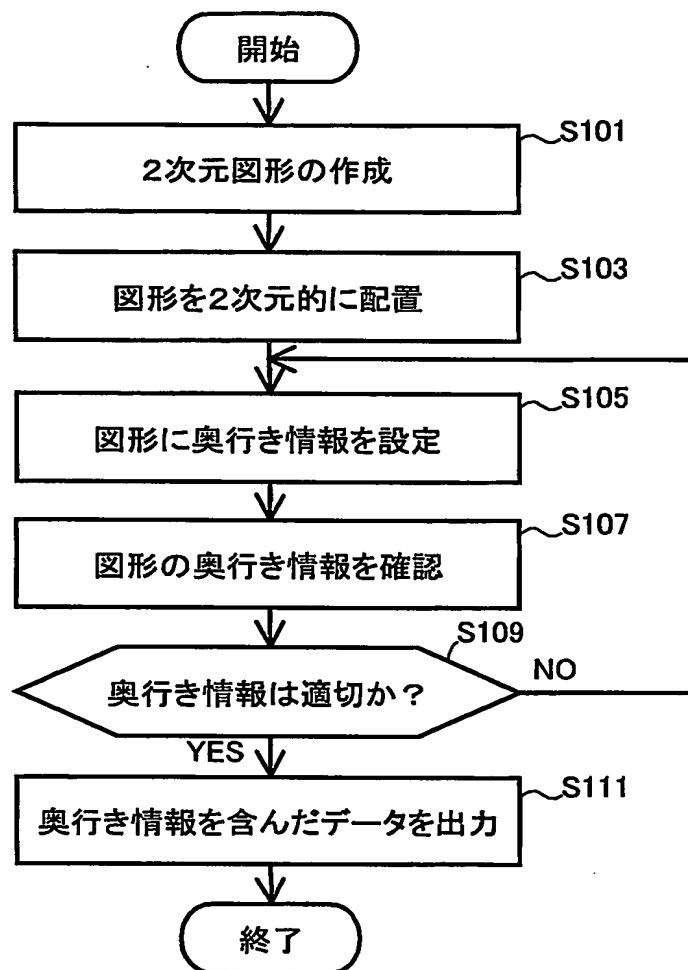 開始
S101
2次元図形の作成
S103
図形を2次元的に配置
S105
図形に奥行き情報を設定
S107
図形の奥行き情報を確認
S109
奥行き情報は適切か？
NO
YES
S111
奥行き情報を含んだデータを出力
終了